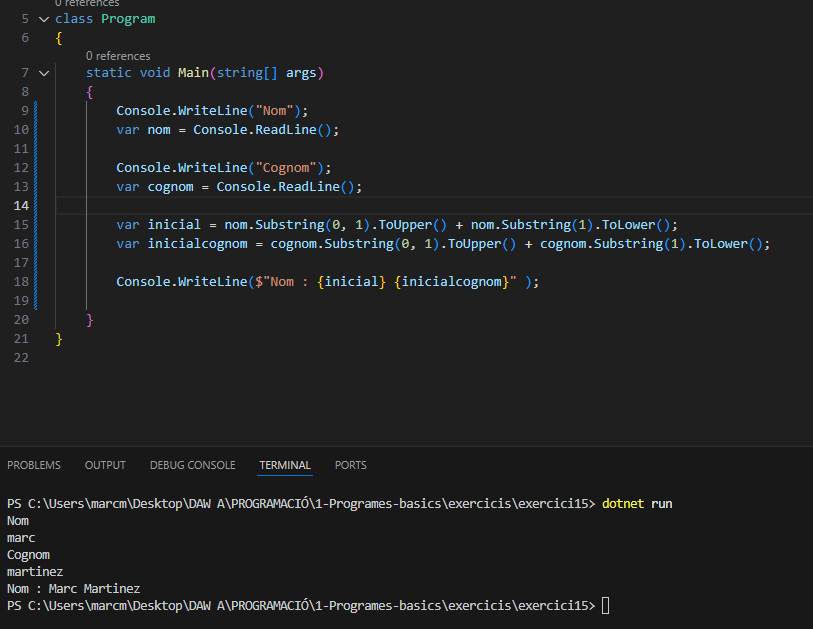 0 references
5 class Program
6 {
0 references
7 static void Main(string[] args)
8 {
9 Console.WriteLine("Nom");
10 var nom = Console.ReadLine();
11
12 Console.WriteLine("Cognom");
13 var cognom = Console.ReadLine();
14
15 var inicial = nom.Substring(0, 1).ToUpper() + nom.Substring(1).ToLower();
16 var inicialcognom = cognom.Substring(0, 1).ToUpper() + cognom.Substring(1).ToLower();
17
18 Console.WriteLine($"Nom : {inicial} {inicialcognom}" );
19
20 }
21 }
22
PROBLEMS OUTPUT DEBUG CONSOLE TERMINAL PORTS
PS C:\Users\marcm\Desktop\DAW A\PROGRAMACIÓ\1-Programes-basics\exercicis\exercici15> dotnet run
Nom
marc
Cognom
martinez
Nom : Marc Martinez
PS C:\Users\marcm\Desktop\DAW A\PROGRAMACIÓ\1-Programes-basics\exercicis\exercici15>